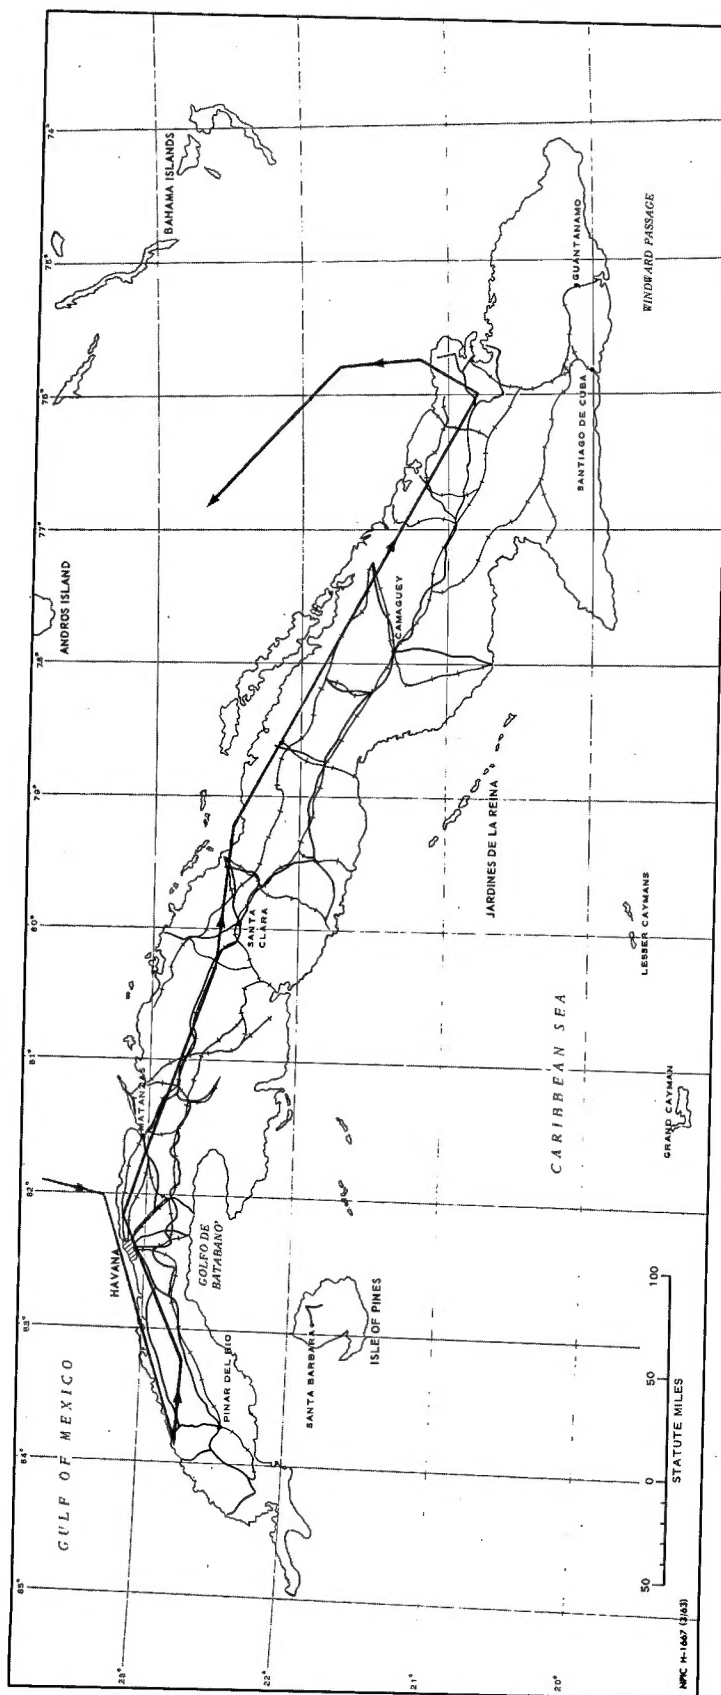 85°
84°
83°
82°
81°
80°
79°
78°
77°
76°
75°
74°
23°
22°
21°
20°
GULF OF MEXICO
HAVANA
MATANZAS
PINAR DEL RIO
GOLFO DE
BATABANO'
SANTA BARBARA
ISLE OF PINES
SANTA
CLARA
CAMAGUEY
ANDROS ISLAND
BAHAMA ISLANDS
JARDINES DE LA REINA
CARIBBEAN SEA
GRAND CAYMAN
LESSER CAYMANS
SANTIAGO DE CUBA
GUANTANAMO
WINDWARD PASSAGE
50 0 50 100
STATUTE MILES
NPIC H-1667 (3/63)